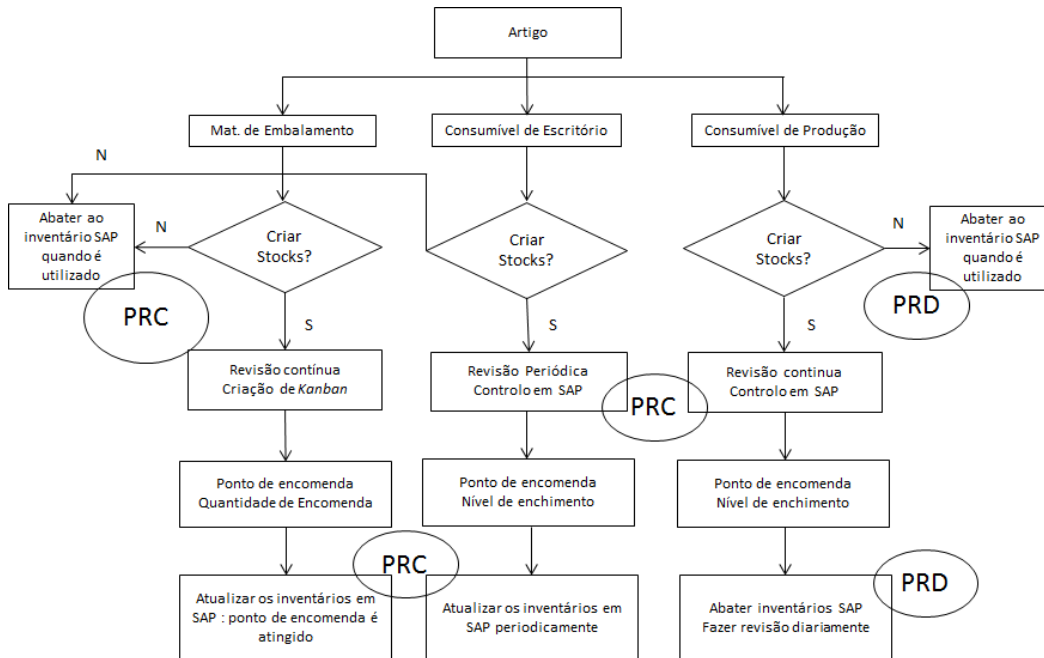 Artigo
Mat. de Embalamento
Consumível de Escritório
Consumível de Produção
N
Abater ao
inventário SAP
quando é
utilizado
N
Criar
Stocks?
Criar
Stocks?
Criar
Stocks?
N
Abater ao
inventário SAP
quando é
utilizado
PRC
PRD
S
S
S
Revisão contínua
Criação de Kanban
Revisão Periódica
Controlo em SAP
PRC
Revisão continua
Controlo em SAP
Ponto de encomenda
Quantidade de Encomenda
Ponto de encomenda
Nível de enchimento
Ponto de encomenda
Nível de enchimento
PRC
PRD
Atualizar os inventários em
SAP : ponto de encomenda é
atingido
Atualizar os inventários em
SAP periodicamente
Abater inventários SAP
Fazer revisão diariamente